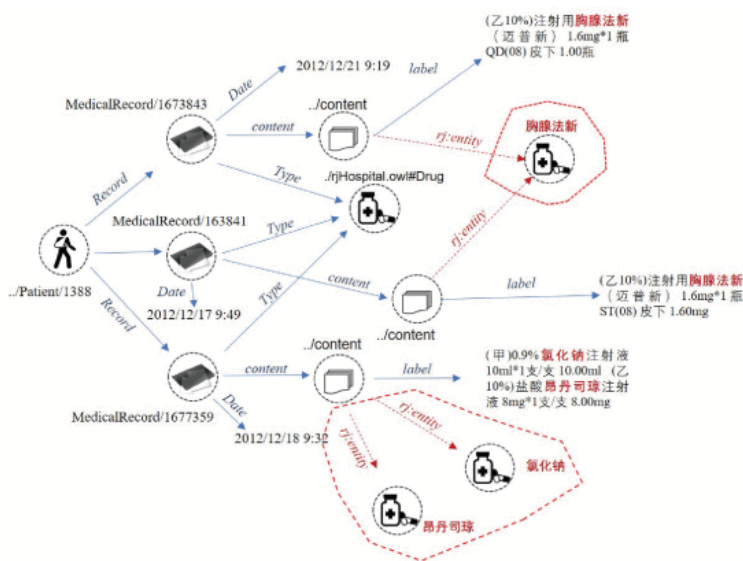 (乙10%)注射用胸腺法新
（迈普新） 1.6mg*1 瓶
QD(08) 皮下 1.00瓶
2012/12/21 9:19
label
Date
MedicalRecord/1673843
../content
content
rj:entity
胸腺法新
Type
./rjHospital.owl#Drug
Record
MedicalRecord/163841
Type
rj:entity
content
Type
label
(乙10%)注射用胸腺法新
（迈普新） 1.6mg*1 瓶
ST(08) 皮下 1.60mg
../Patient/1388
Date
2012/12/17 9:49
Record
../content
../content
content
label
(甲)0.9%氯化钠注射液
10ml*1支/支 10.00ml (乙
10%)盐酸昂丹司琼注射
液 8mg*1支/支 8.00mg
MedicalRecord/1677359
Date
2012/12/18 9:32
rj:entity
rj:entity
氯化钠
昂丹司琼